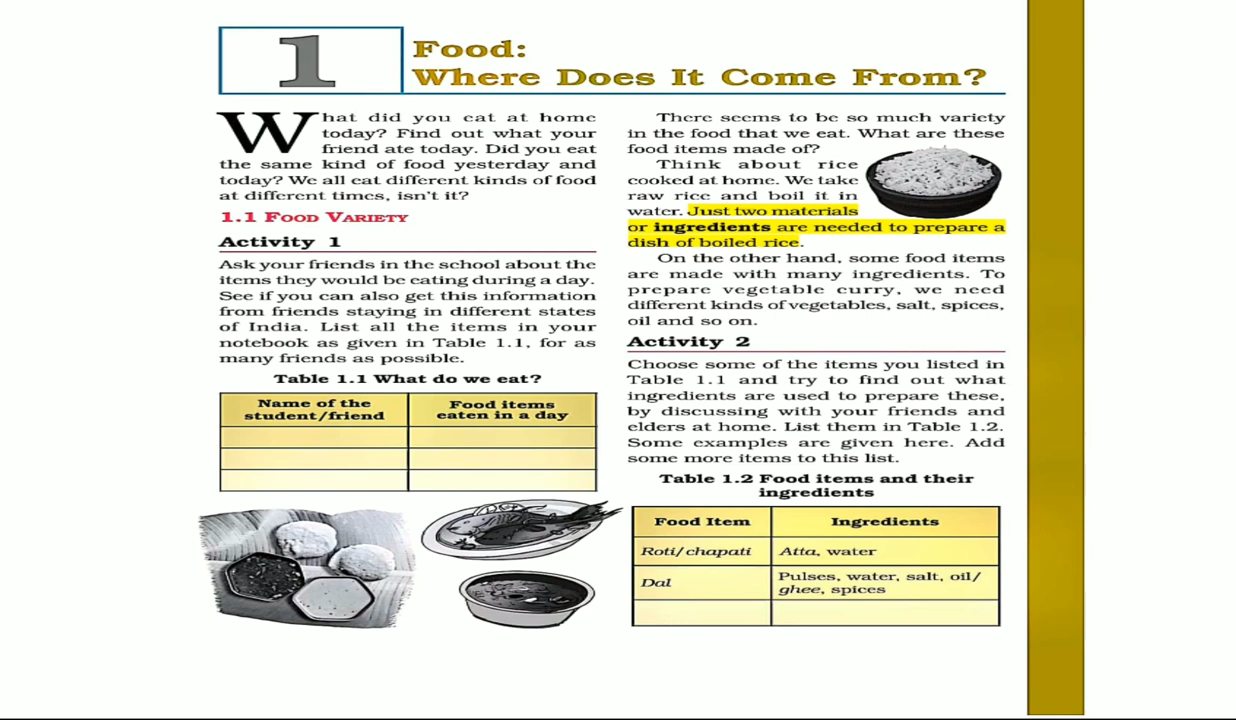 1
Food:
Where Does It Come From?
What did you eat at home
today? Find out what your
friend ate today. Did you eat
the same kind of food yesterday and
today? We all eat different kinds of food
at different times, isn't it?
1.1 FOOD VARIETY
Activity 1
Ask your friends in the school about the
items they would be eating during a day.
See if you can also get this information
from friends staying in different states
of India. List all the items in your
notebook as given in Table 1.1, for as
many friends as possible.
Table 1.1 What do we eat?
Name of the
student/friend
Food items
eaten in a day
There seems to be so much variety
in the food that we eat. What are these
food items made of?
Think about rice
cooked at home. We take
raw rice and boil it in
water. Just two materials
or ingredients are needed to prepare a
dish of boiled rice.
On the other hand, some food items
are made with many ingredients. To
prepare vegetable curry, we need
different kinds of vegetables, salt, spices,
oil and so on.
Activity 2
Choose some of the items you listed in
Table 1.1 and try to find out what
ingredients are used to prepare these,
by discussing with your friends and
elders at home. List them in Table 1.2.
Some examples are given here. Add
some more items to this list.
Table 1.2 Food items and their
ingredients
Food Item
Ingredients
Roti/chapati
Atta, water
Dal
Pulses, water, salt, oil/
ghee, spices